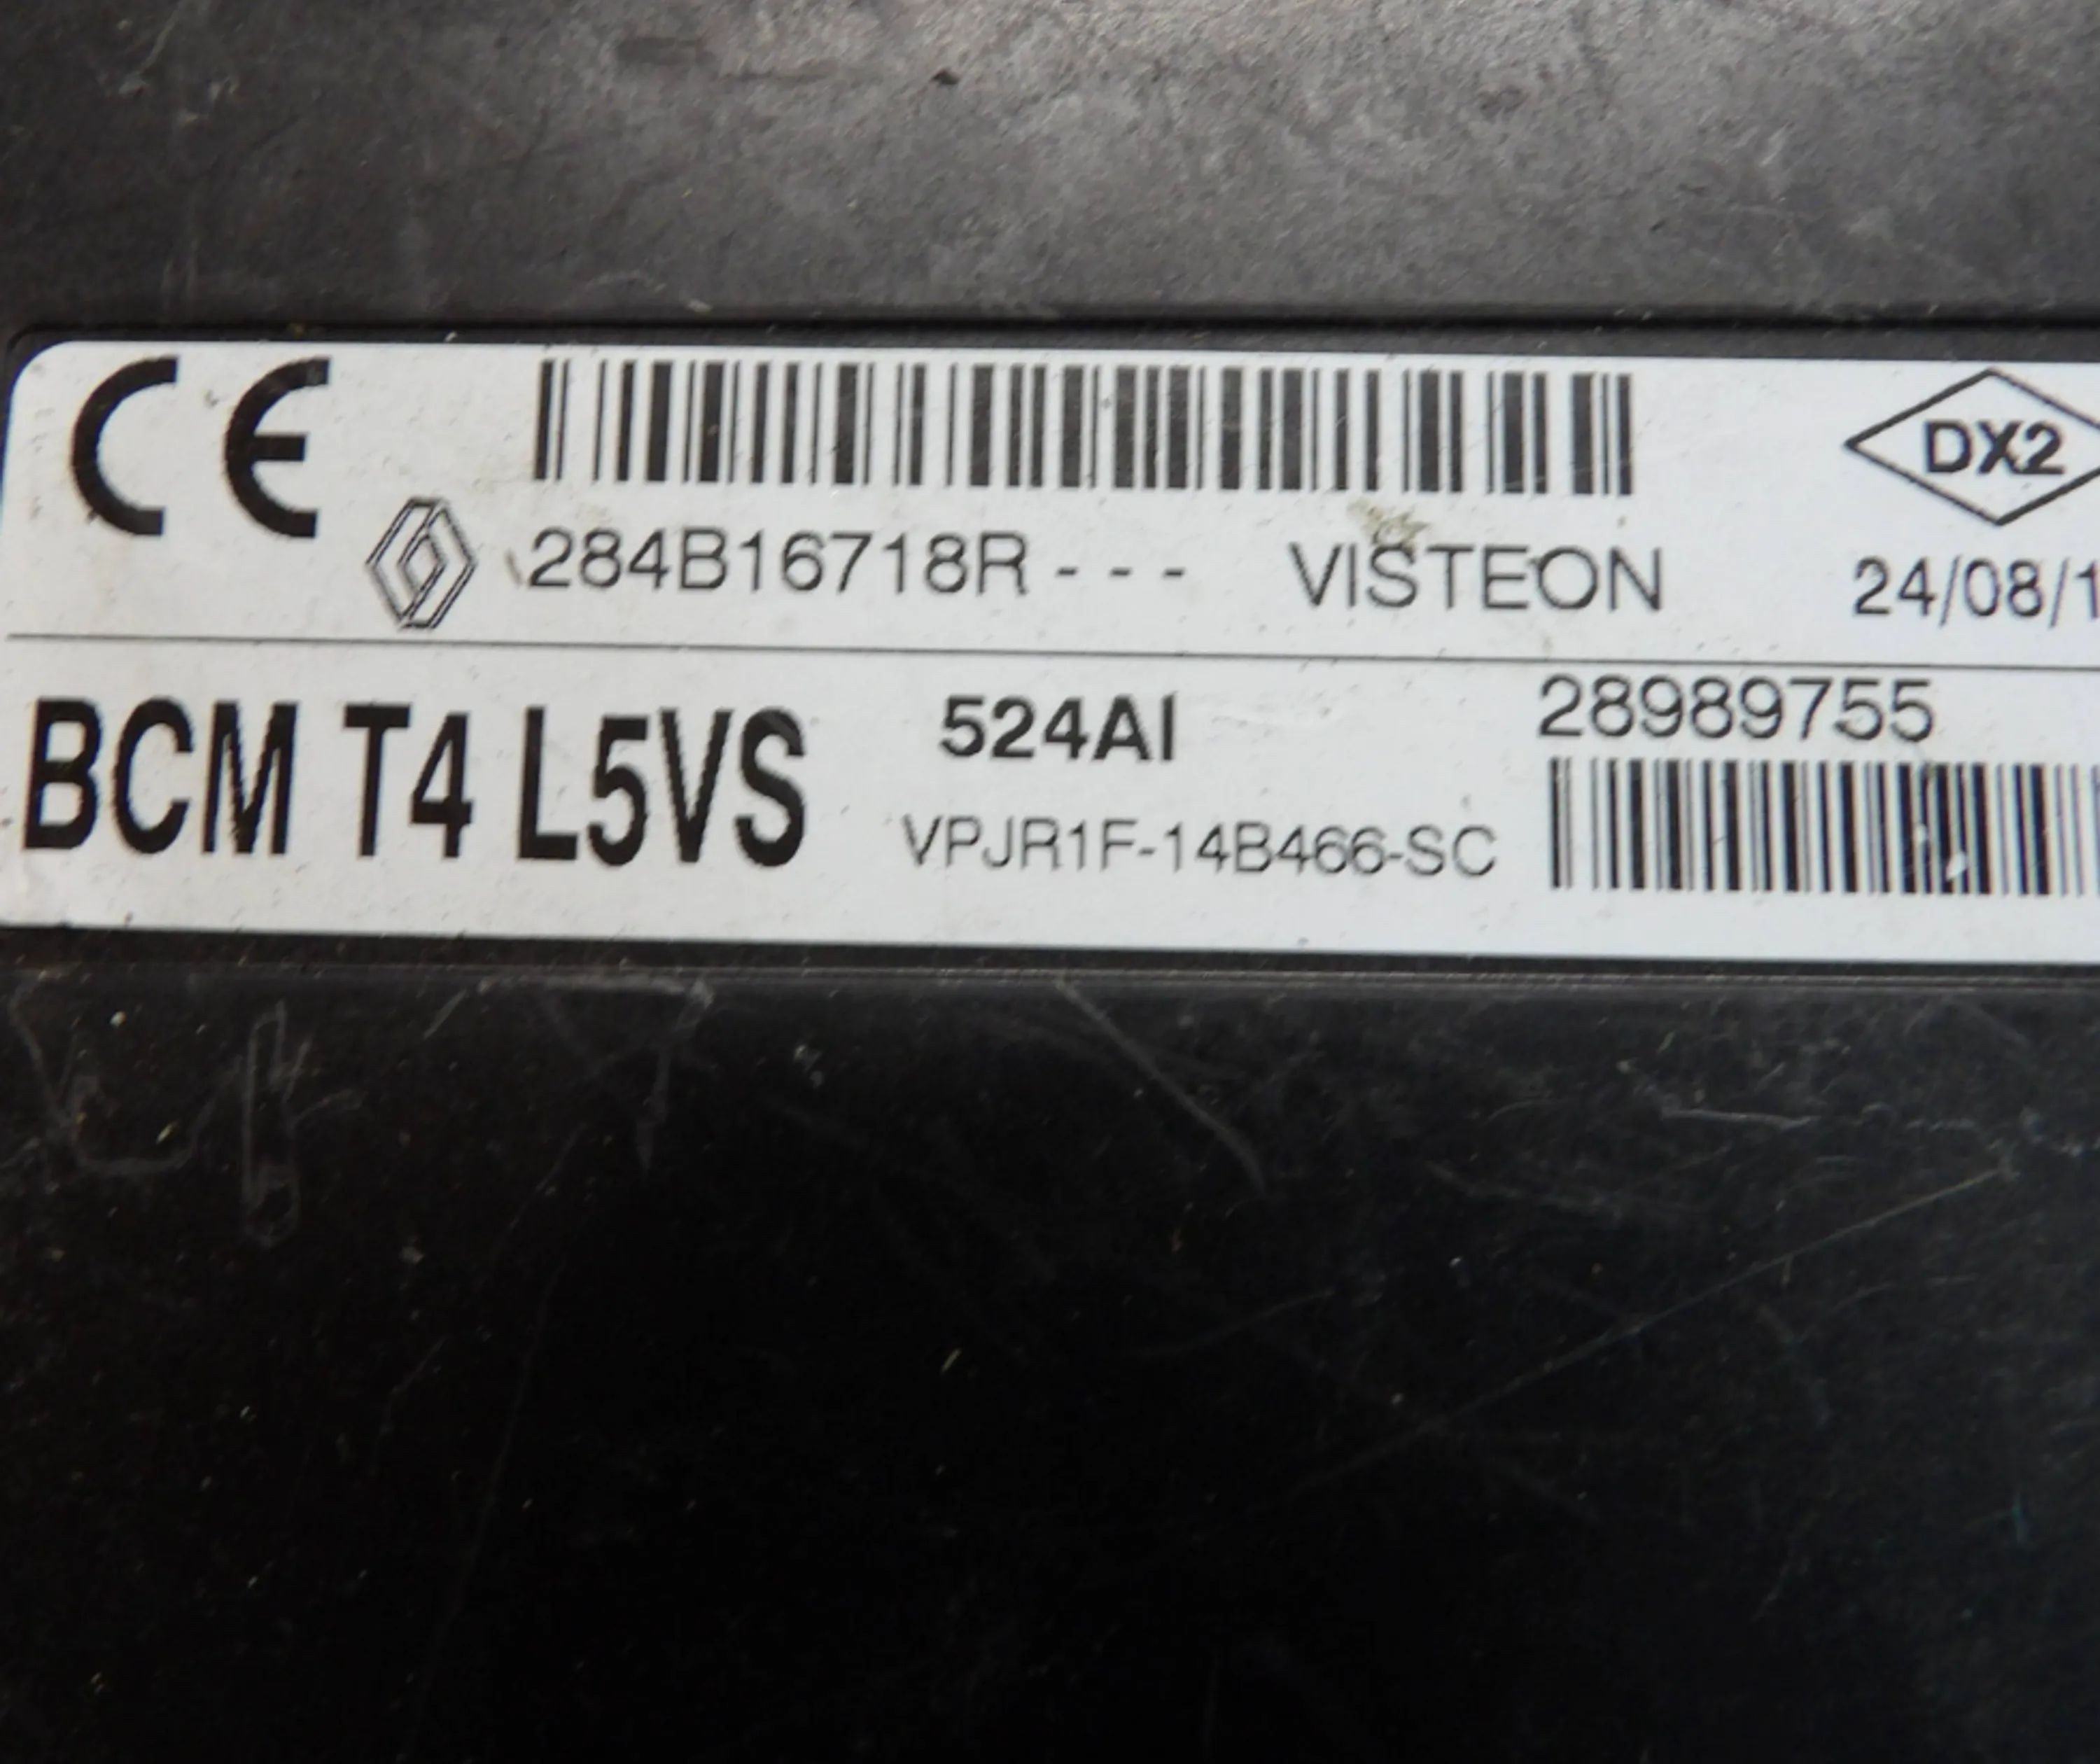 CE
DX2
284B16718R - - - VISTEON 24/08/1
BCM T4 L5VS 524AI 28989755
VPJR1F-14B466-SC